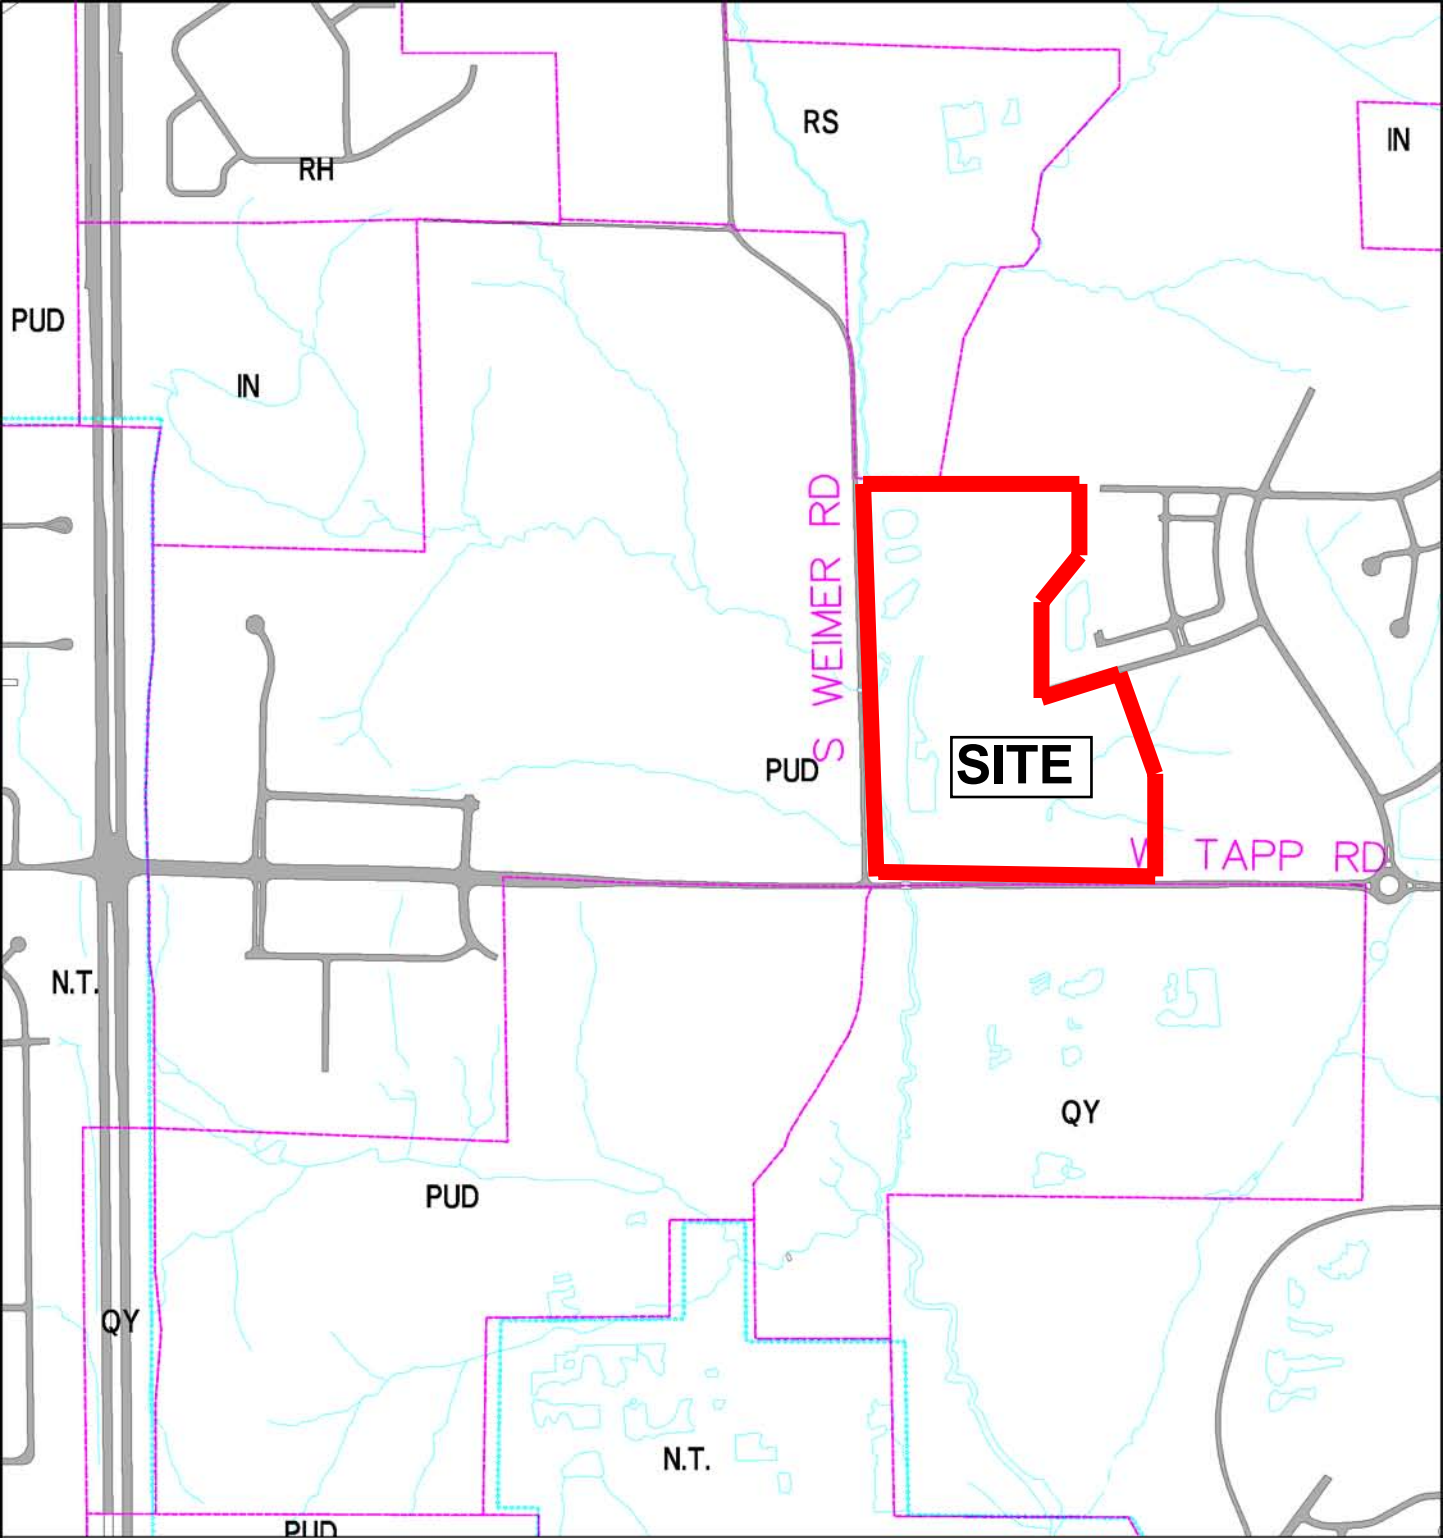 RS
IN
RH
PUD
IN
S WEIMER RD
PUD
SITE
W TAPP RD
N.T.
QY
PUD
QY
N.T.
PUD